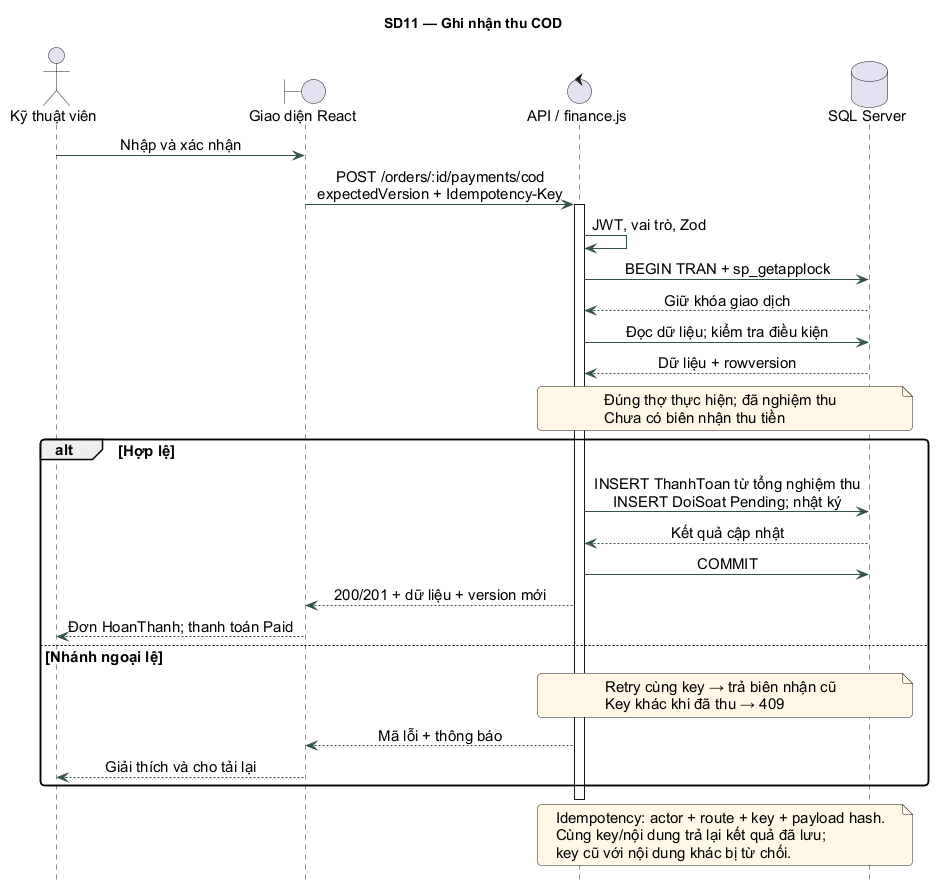 SD11 — Ghi nhận thu COD
Kỹ thuật viên
Giao diện React
API / finance.js
SQL Server
Nhập và xác nhận
POST /orders/:id/payments/cod
expectedVersion + Idempotency-Key
JWT, vai trò, Zod
BEGIN TRAN + sp_getapplock
Giữ khóa giao dịch
Đọc dữ liệu; kiểm tra điều kiện
Dữ liệu + rowversion
Đúng thợ thực hiện; đã nghiệm thu
Chưa có biên nhận thu tiền
alt [Hợp lệ]
INSERT ThanhToan từ tổng nghiệm thu
INSERT DoiSoat Pending; nhật ký
Kết quả cập nhật
COMMIT
200/201 + dữ liệu + version mới
Đơn HoanThanh; thanh toán Paid
[Nhánh ngoại lệ]
Retry cùng key → trả biên nhận cũ
Key khác khi đã thu → 409
Mã lỗi + thông báo
Giải thích và cho tải lại
Idempotency: actor + route + key + payload hash.
Cùng key/nội dung trả lại kết quả đã lưu;
key cũ với nội dung khác bị từ chối.